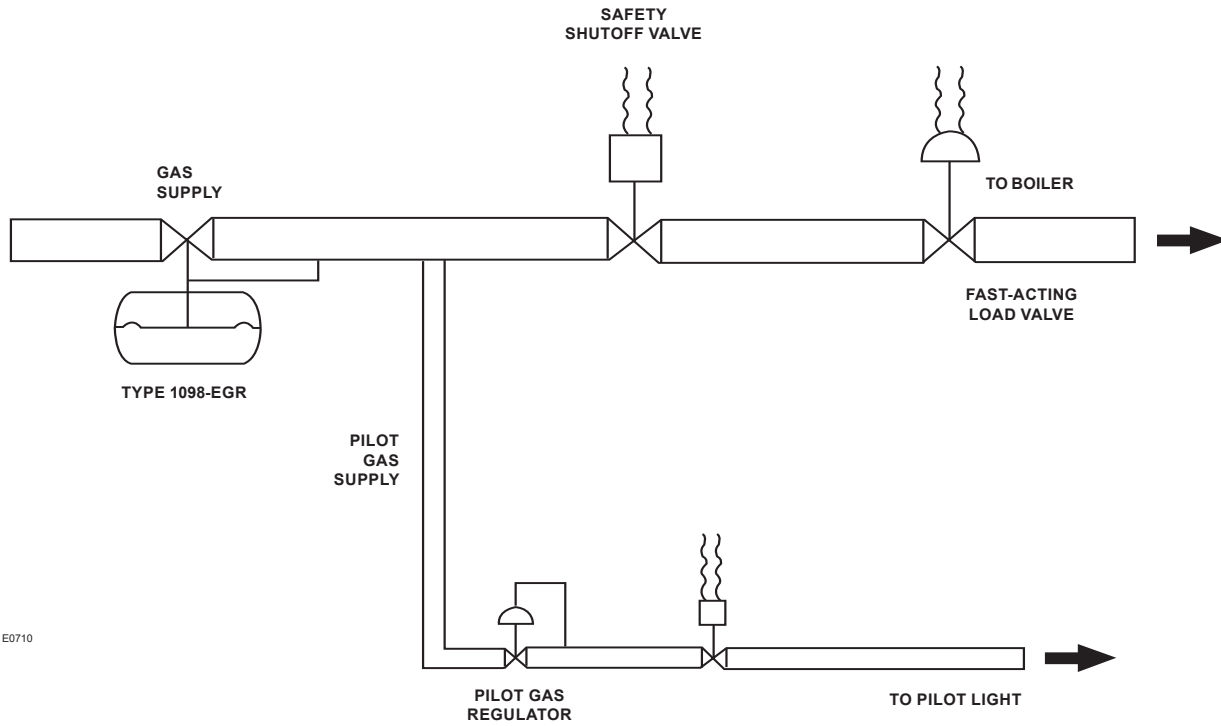 SAFETY
SHUTOFF VALVE
GAS
SUPPLY
TO BOILER
FAST-ACTING
LOAD VALVE
TYPE 1098-EGR
PILOT
GAS
SUPPLY
E0710
PILOT GAS
REGULATOR
TO PILOT LIGHT